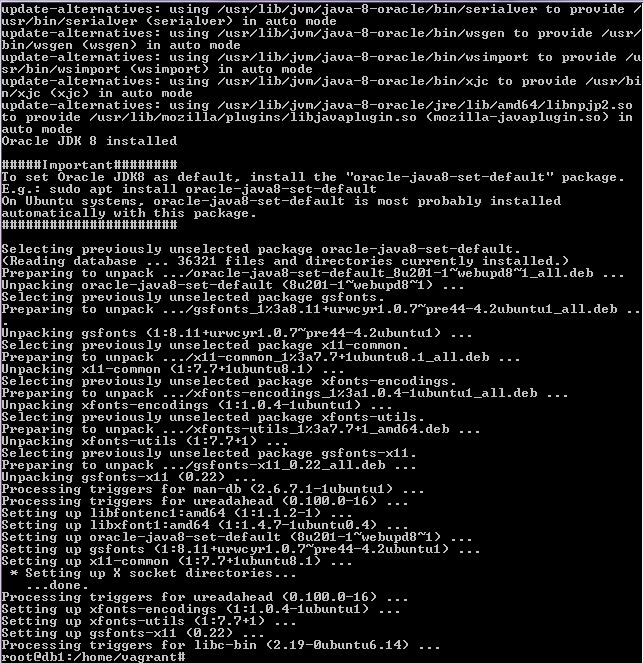 update-alternatives: using /usr/lib/jvm/java-8-oracle/bin/serialver to provide /
usr/bin/serialver (serialver) in auto mode
update-alternatives: using /usr/lib/jvm/java-8-oracle/bin/wsgen to provide /usr/
bin/wsgen (wsgen) in auto mode
update-alternatives: using /usr/lib/jvm/java-8-oracle/bin/wsimport to provide /u
sr/bin/wsimport (wsimport) in auto mode
update-alternatives: using /usr/lib/jvm/java-8-oracle/bin/xjc to provide /usr/bi
n/xjc (xjc) in auto mode
update-alternatives: using /usr/lib/jvm/java-8-oracle/jre/lib/amd64/libnpjp2.so
to provide /usr/lib/mozilla/plugins/libjavaplugin.so (mozilla-javaplugin.so) in
auto mode
Oracle JDK 8 installed
#####Important########
To set Oracle JDK8 as default, install the "oracle-java8-set-default" package.
E.g.: sudo apt install oracle-java8-set-default
On Ubuntu systems, oracle-java8-set-default is most probably installed
automatically with this package.
######################
Selecting previously unselected package oracle-java8-set-default.
(Reading database ... 36321 files and directories currently installed.)
Preparing to unpack .../oracle-java8-set-default_8u201-1~webupd8~1_all.deb ...
Unpacking oracle-java8-set-default (8u201-1~webupd8~1) ...
Selecting previously unselected package gsfonts.
Preparing to unpack .../gsfonts_1%3a8.11+urwcyr1.0.7~pre44-4.2ubuntu1_all.deb ..
.
Unpacking gsfonts (1:8.11+urwcyr1.0.7~pre44-4.2ubuntu1) ...
Selecting previously unselected package x11-common.
Preparing to unpack .../x11-common_1%3a7.7+1ubuntu8.1_all.deb ...
Unpacking x11-common (1:7.7+1ubuntu8.1) ...
Selecting previously unselected package xfonts-encodings.
Preparing to unpack .../xfonts-encodings_1%3a1.0.4-1ubuntu1_all.deb ...
Unpacking xfonts-encodings (1:1.0.4-1ubuntu1) ...
Selecting previously unselected package xfonts-utils.
Preparing to unpack .../xfonts-utils_1%3a7.7+1_amd64.deb ...
Unpacking xfonts-utils (1:7.7+1) ...
Selecting previously unselected package gsfonts-x11.
Preparing to unpack .../gsfonts-x11_0.22_all.deb ...
Unpacking gsfonts-x11 (0.22) ...
Processing triggers for man-db (2.6.7.1-1ubuntu1) ...
Processing triggers for ureadahead (0.100.0-16) ...
Setting up libfontenc1:amd64 (1:1.1.2-1) ...
Setting up libxfont1:amd64 (1:1.4.7-1ubuntu0.4) ...
Setting up oracle-java8-set-default (8u201-1~webupd8~1) ...
Setting up gsfonts (1:8.11+urwcyr1.0.7~pre44-4.2ubuntu1) ...
Setting up x11-common (1:7.7+1ubuntu8.1) ...
* Setting up X socket directories...
...done.
Processing triggers for ureadahead (0.100.0-16) ...
Setting up xfonts-encodings (1:1.0.4-1ubuntu1) ...
Setting up xfonts-utils (1:7.7+1) ...
Setting up gsfonts-x11 (0.22) ...
Processing triggers for libc-bin (2.19-0ubuntu6.14) ...
root@db1:/home/vagrant#